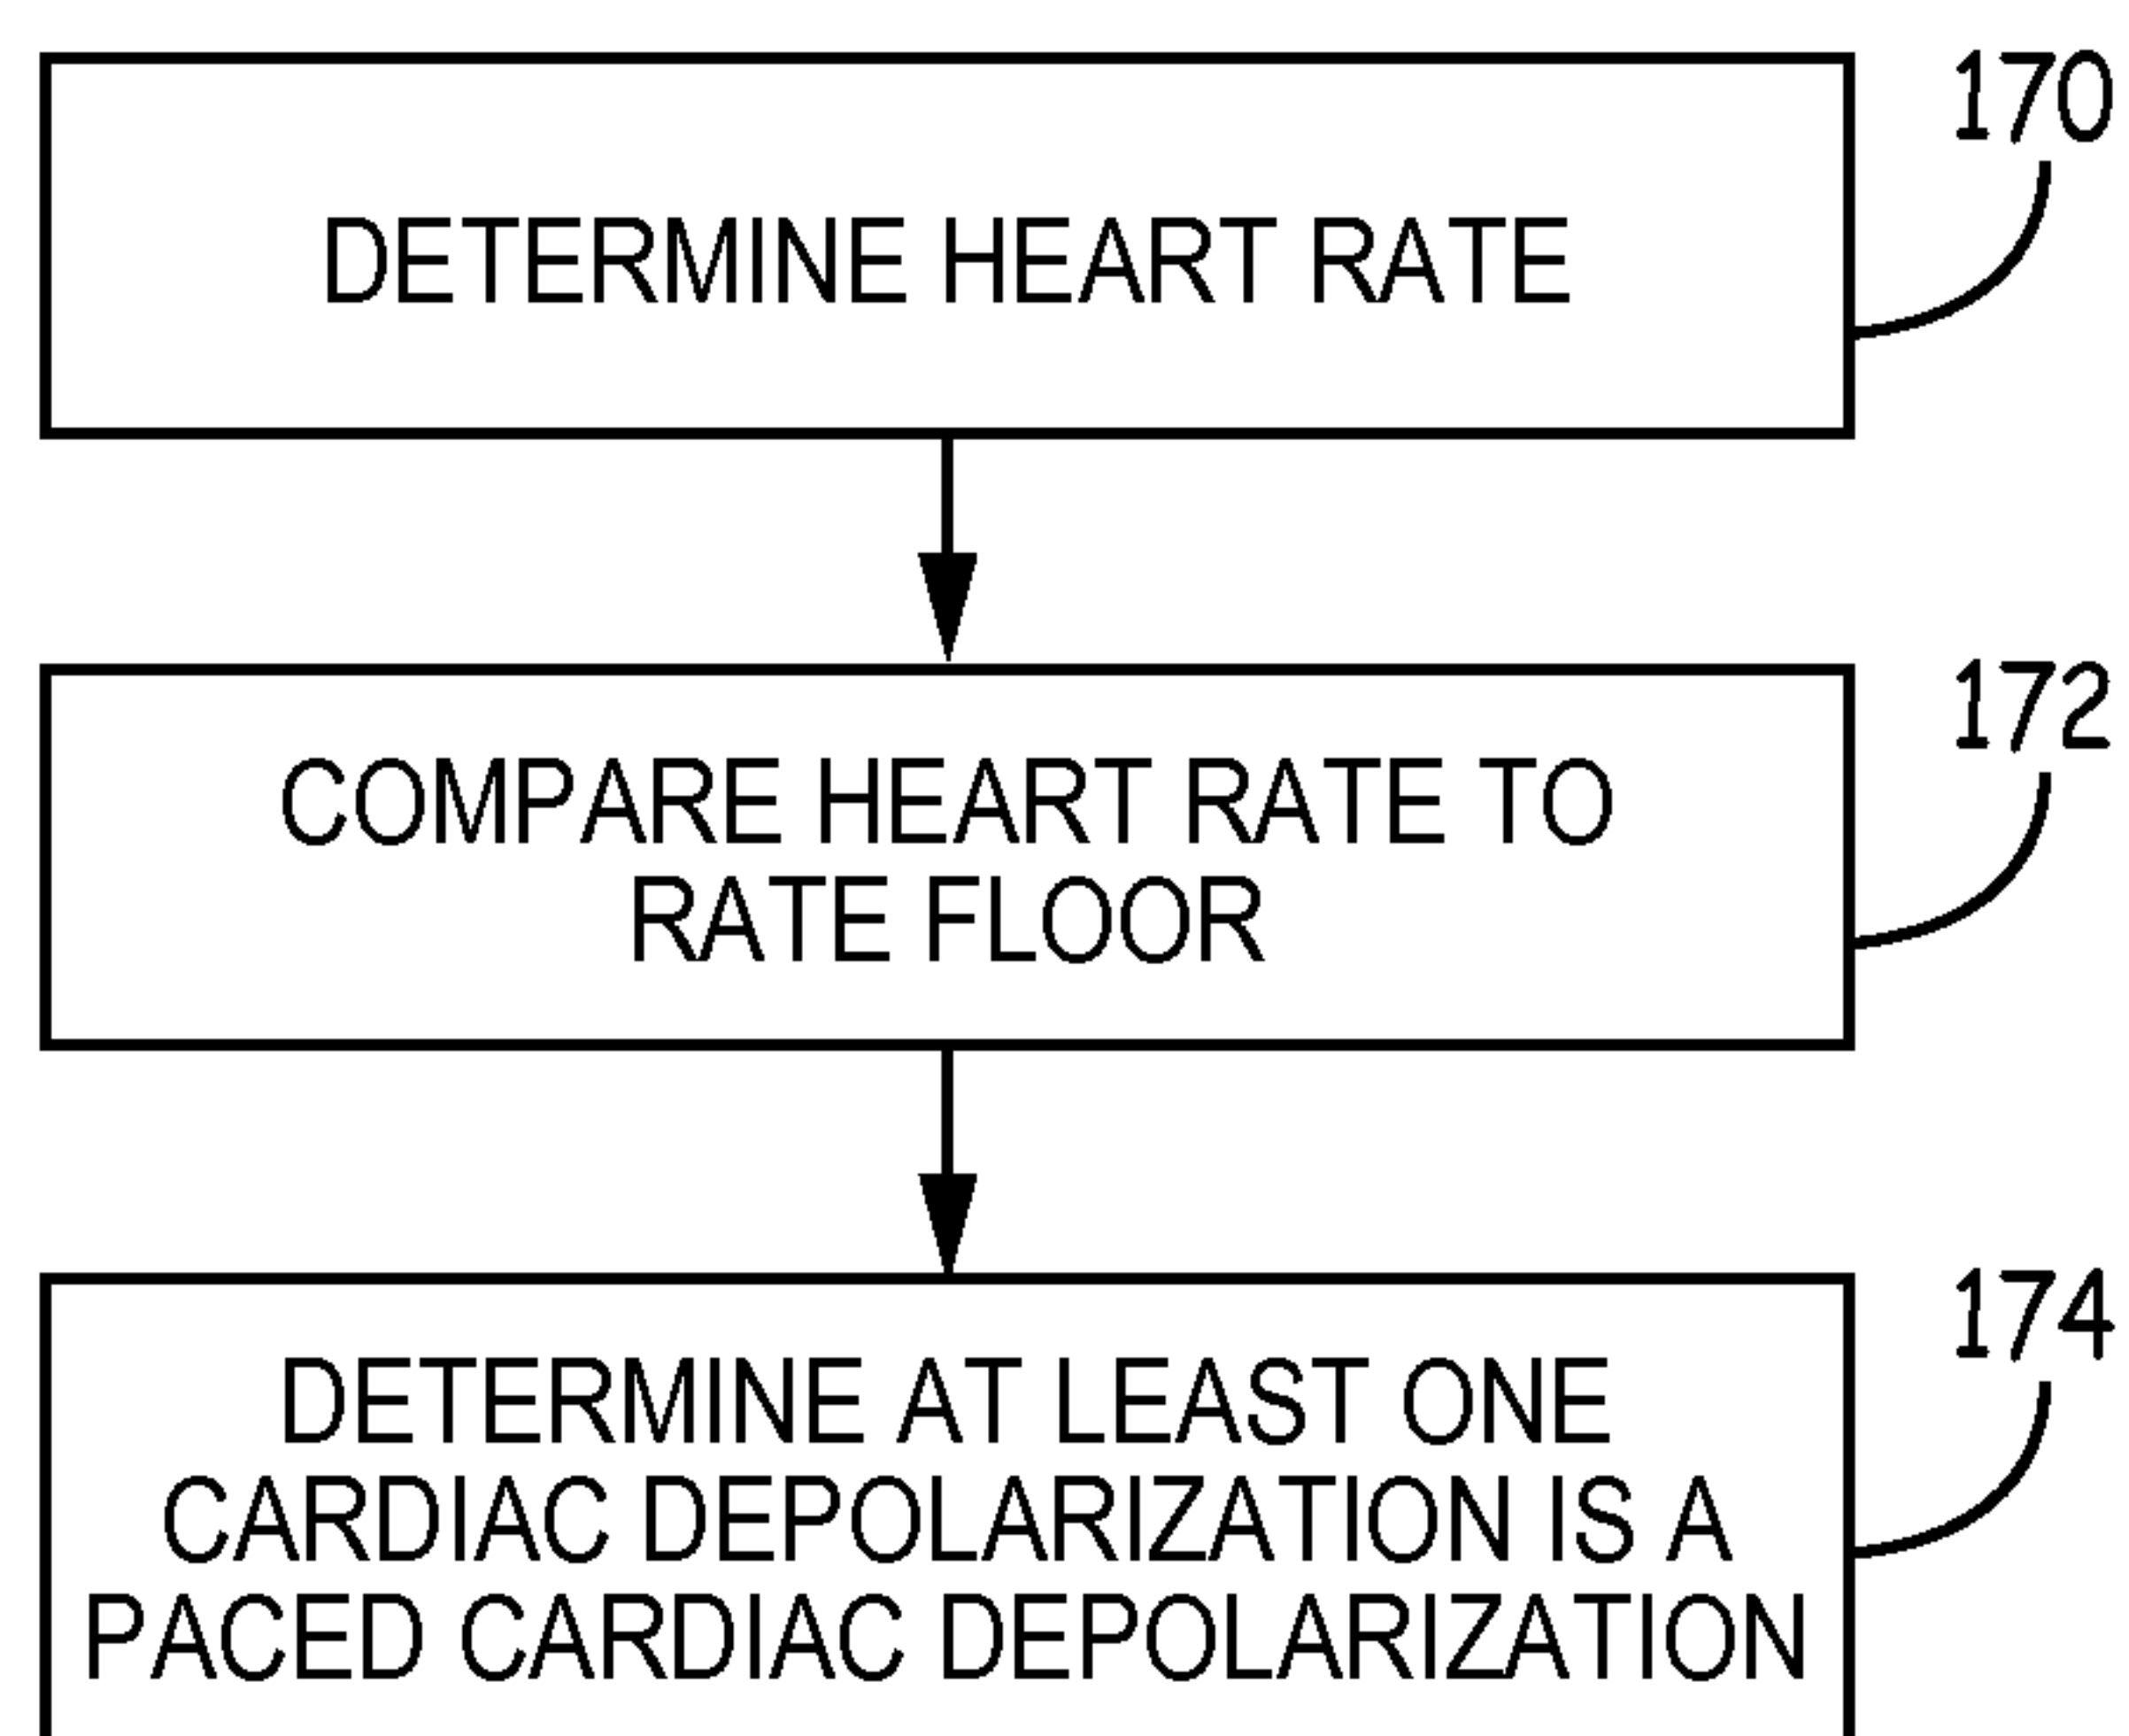 170
DETERMINE HEART RATE
172
COMPARE HEART RATE TO
RATE FLOOR
174
DETERMINE AT LEAST ONE
CARDIAC DEPOLARIZATION IS A
PACED CARDIAC DEPOLARIZATION